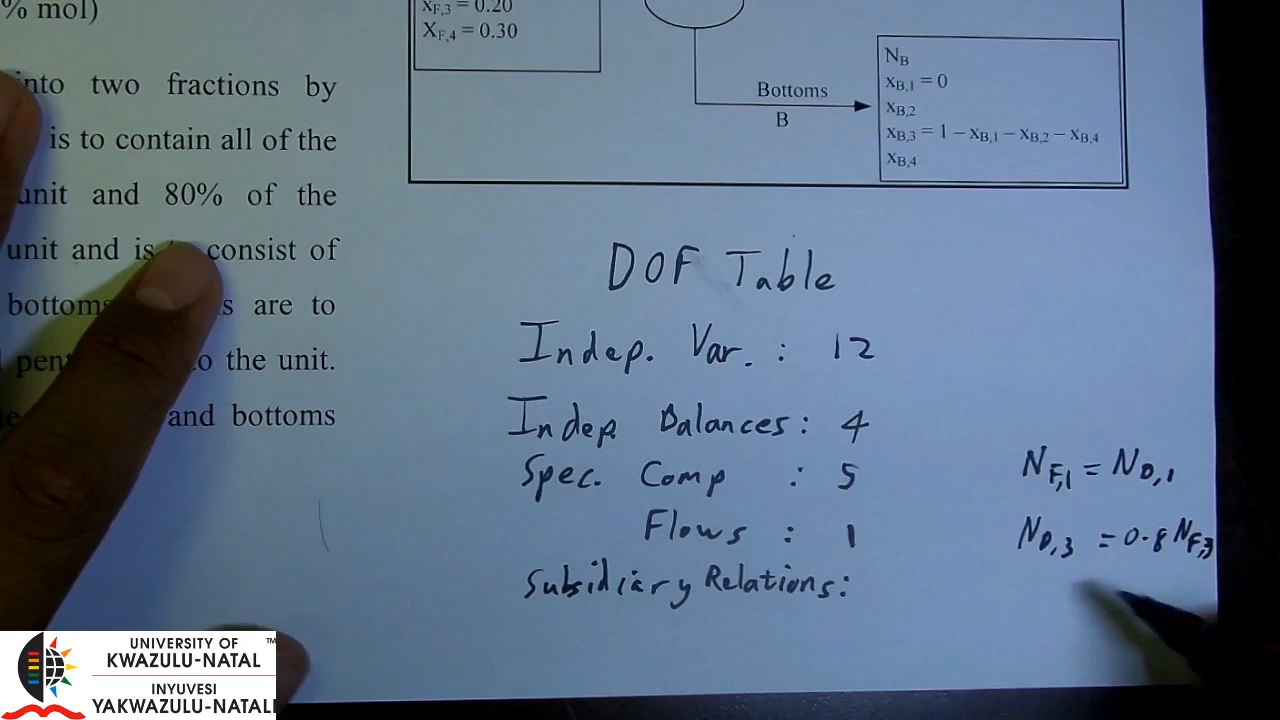 % mol)
into two fractions by
is to contain all of the
unit and 80% of the
unit and is consist of
bottoms are to
to the unit.
and bottoms
x_F,3 = 0.20
x_F,4 = 0.30
Bottoms
B
N_B
x_B,1 = 0
x_B,2
x_B,3 = 1 − x_B,1 − x_B,2 − x_B,4
x_B,4
DOF Table
Indep. Var. : 12
Indep. Balances : 4
Spec. Comp : 5
Flows : 1
Subsidiary Relations:
N_F,1 = N_D,1
N_D,3 = 0.8 N_F,3
UNIVERSITY OF ™
KWAZULU-NATAL
INYUVESI
YAKWAZULU-NATALI